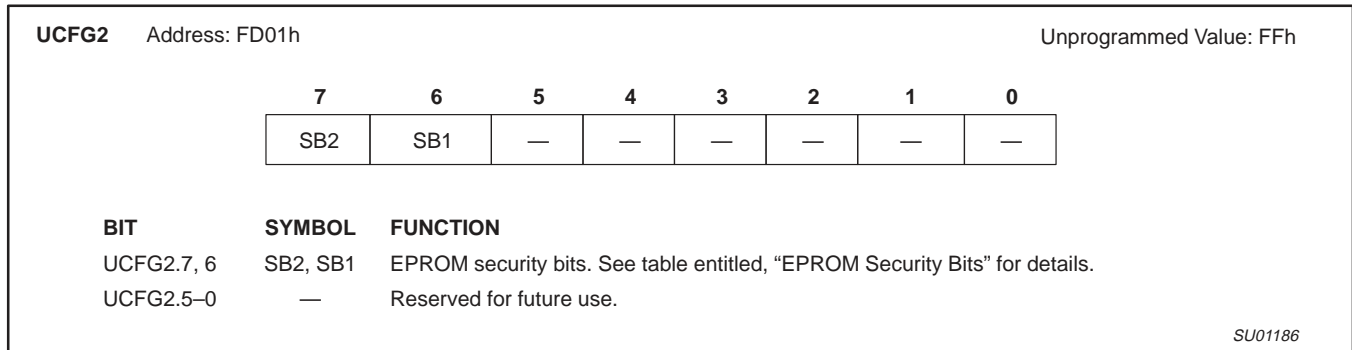 UCFG2 Address: FD01h Unprogrammed Value: FFh
7 6 5 4 3 2 1 0
SB2 SB1 — — — — — —
BIT SYMBOL FUNCTION
UCFG2.7, 6 SB2, SB1 EPROM security bits. See table entitled, “EPROM Security Bits” for details.
UCFG2.5–0 — Reserved for future use.
SU01186